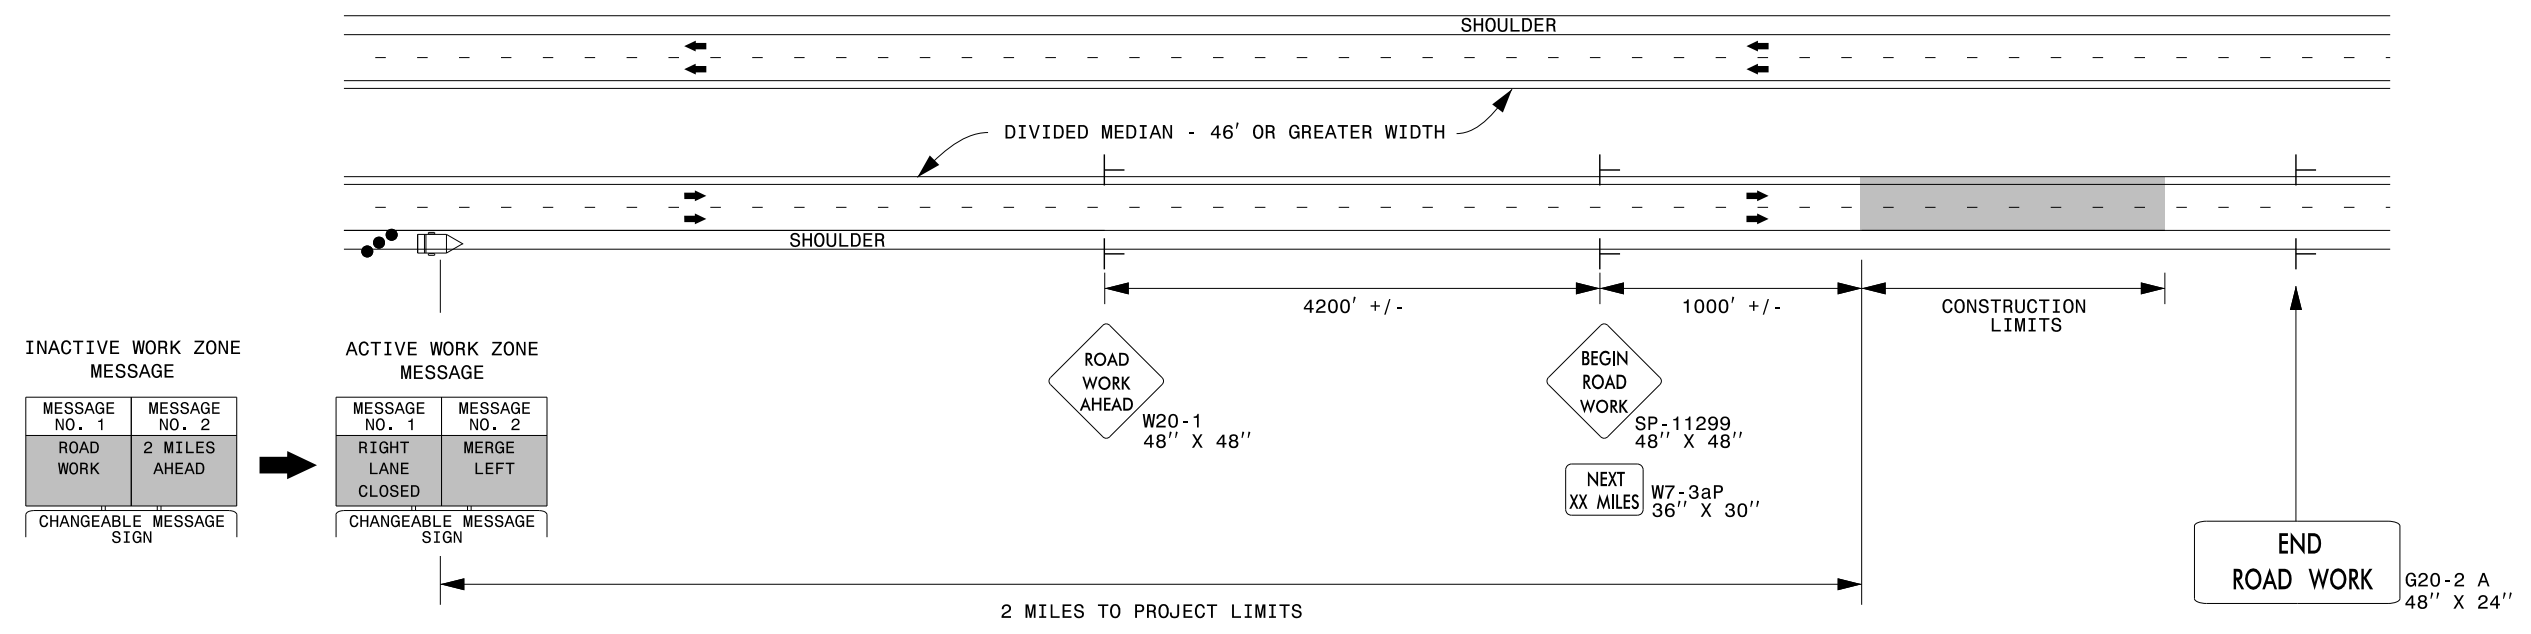 SHOULDER
DIVIDED MEDIAN - 46' OR GREATER WIDTH
SHOULDER
4200' +/-
1000' +/-
CONSTRUCTION
LIMITS
INACTIVE WORK ZONE
MESSAGE
MESSAGE
NO. 1
MESSAGE
NO. 2
ROAD
WORK
2 MILES
AHEAD
CHANGEABLE MESSAGE
SIGN
ACTIVE WORK ZONE
MESSAGE
MESSAGE
NO. 1
MESSAGE
NO. 2
RIGHT
LANE
CLOSED
MERGE
LEFT
CHANGEABLE MESSAGE
SIGN
ROAD
WORK
AHEAD
W20-1
48'' X 48''
BEGIN
ROAD
WORK
SP-11299
48'' X 48''
NEXT
XX MILES
W7-3aP
36'' X 30''
END
ROAD WORK
G20-2 A
48'' X 24''
2 MILES TO PROJECT LIMITS